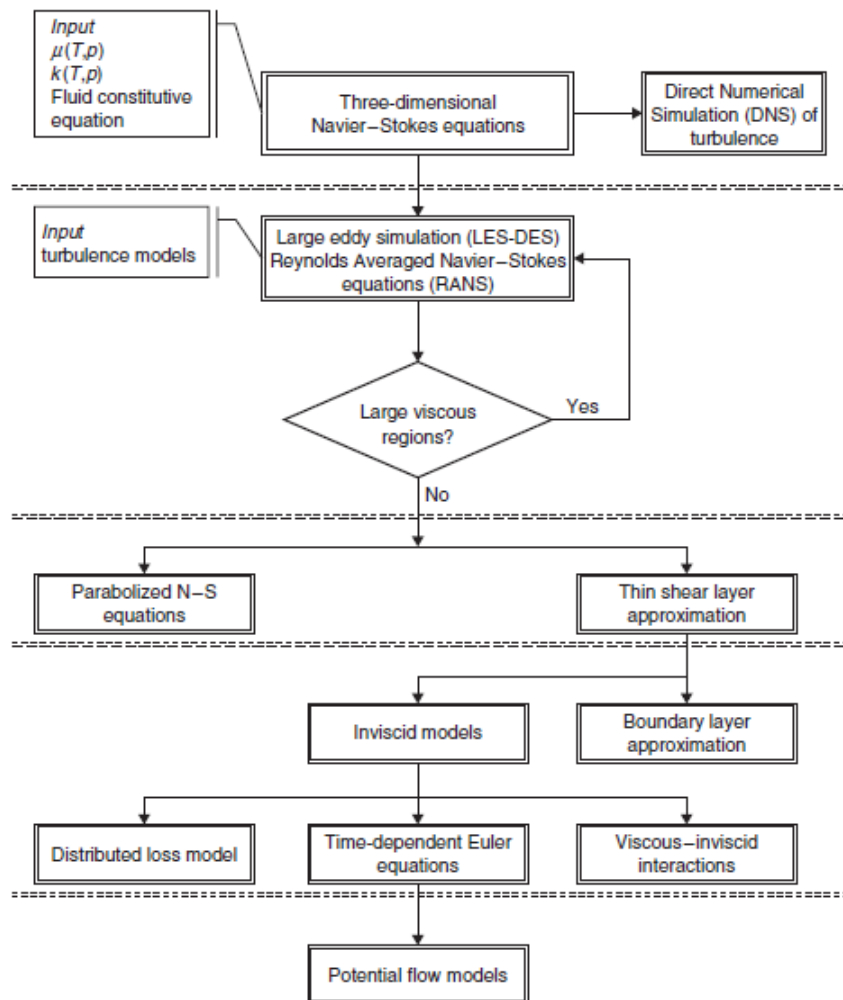 Input
μ(T,p)
k(T,p)
Fluid constitutive
equation
Three-dimensional
Navier–Stokes equations
Direct Numerical
Simulation (DNS) of
turbulence
Input
turbulence models
Large eddy simulation (LES-DES)
Reynolds Averaged Navier–Stokes
equations (RANS)
Large viscous
regions?
Yes
No
Parabolized N–S
equations
Thin shear layer
approximation
Inviscid models
Boundary layer
approximation
Distributed loss model
Time-dependent Euler
equations
Viscous–inviscid
interactions
Potential flow models